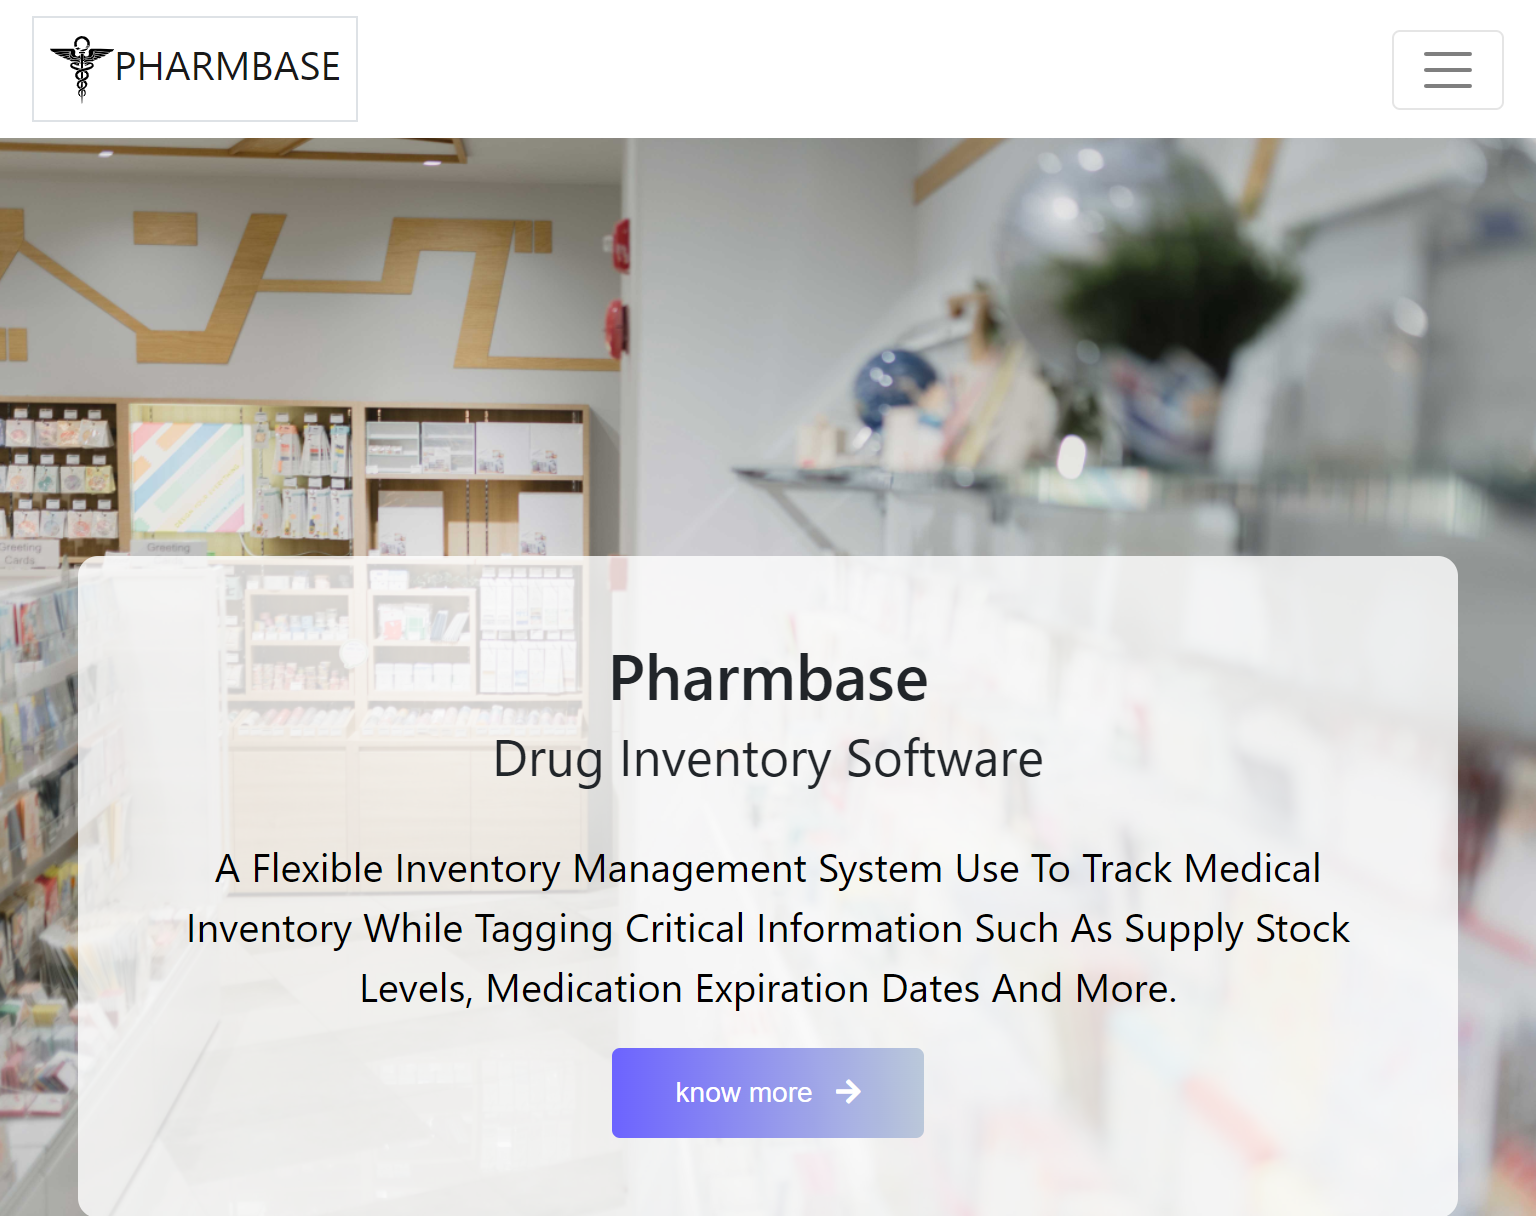 PHARMBASE
Greeting
Cards
Greeting
Pharmbase
Drug Inventory Software
A Flexible Inventory Management System Use To Track Medical
Inventory While Tagging Critical Information Such As Supply Stock
Levels, Medication Expiration Dates And More.
know more